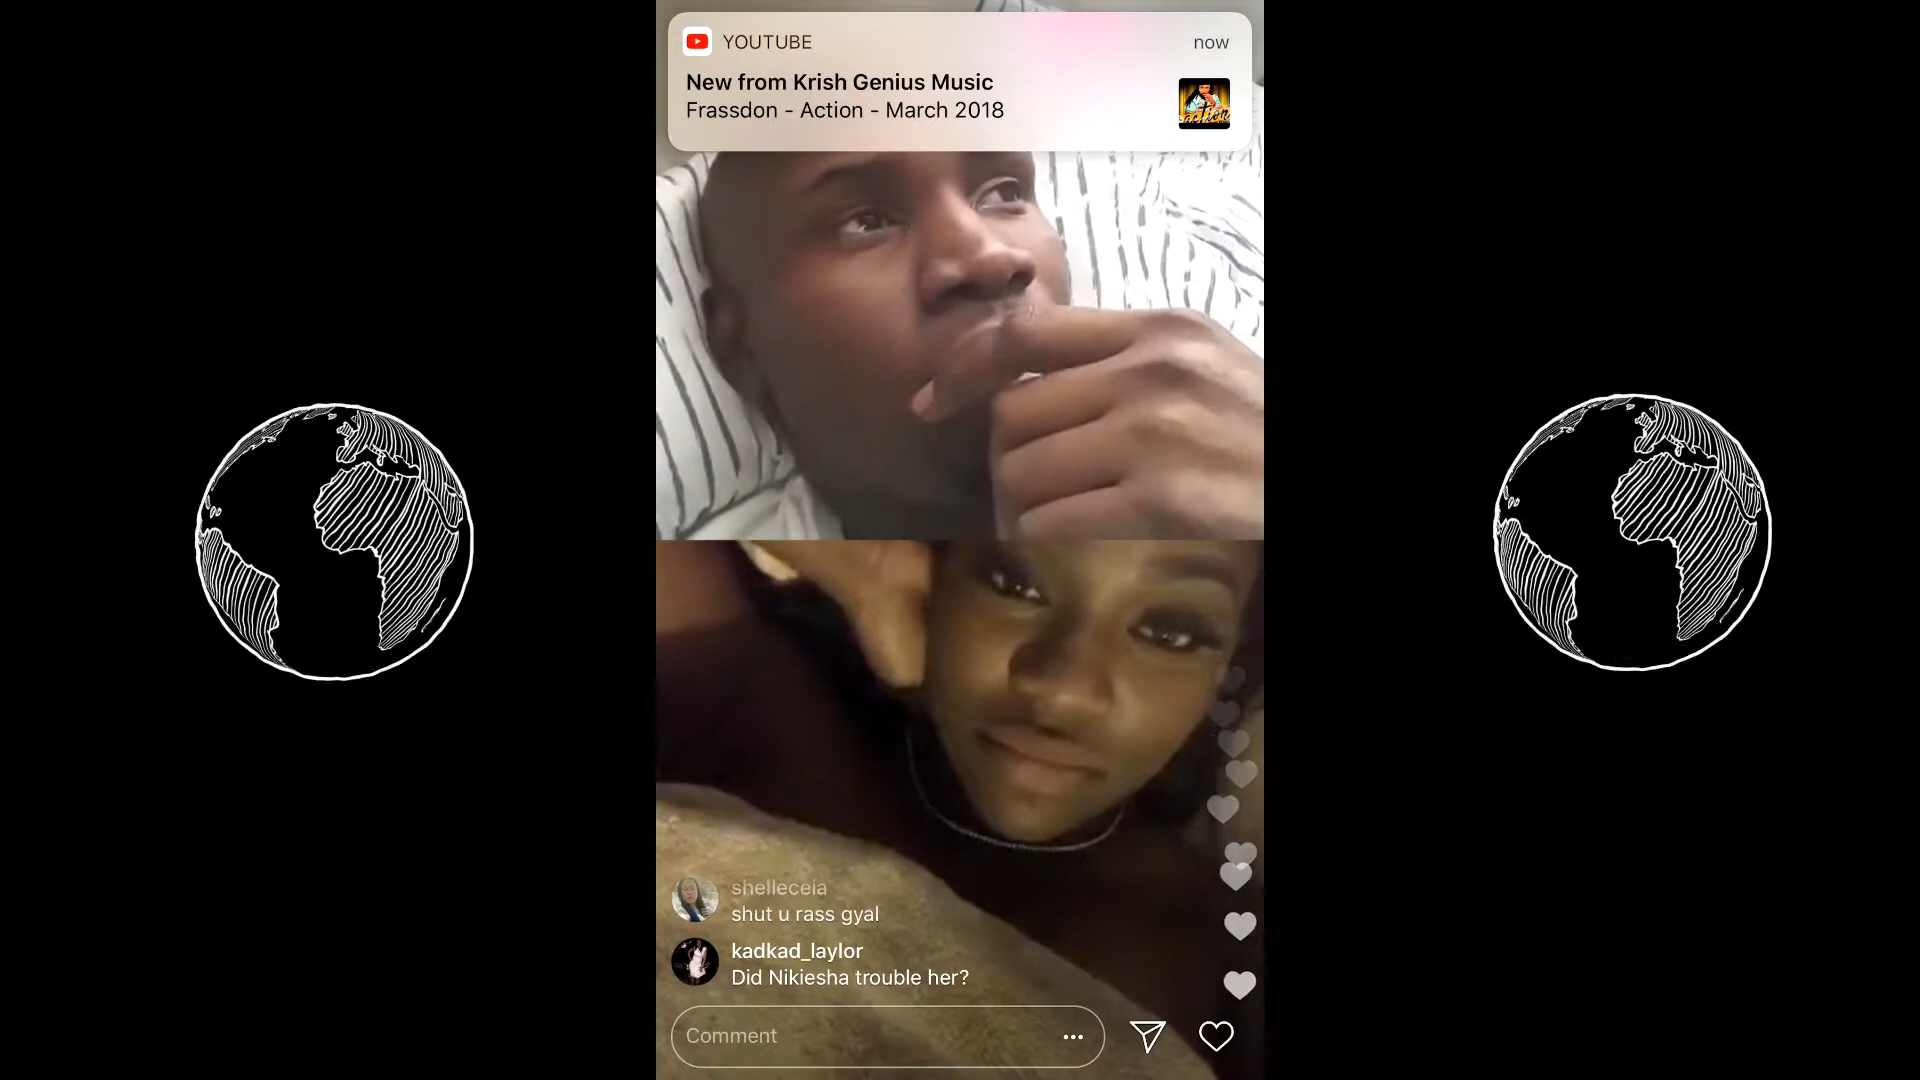 YOUTUBE
now
New from Krish Genius Music
Frassdon - Action - March 2018
shelleceia
shut u rass gyal
kadkad_laylor
Did Nikiesha trouble her?
Comment